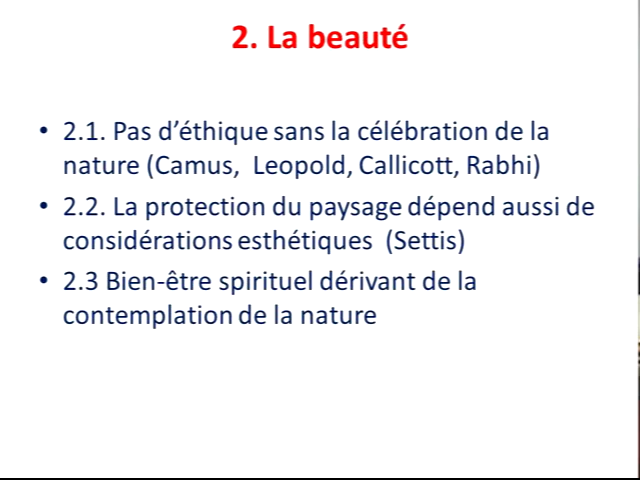 2. La beauté
• 2.1. Pas d’éthique sans la célébration de la
nature (Camus, Leopold, Callicott, Rabhi)
• 2.2. La protection du paysage dépend aussi de
considérations esthétiques (Settis)
• 2.3 Bien-être spirituel dérivant de la
contemplation de la nature